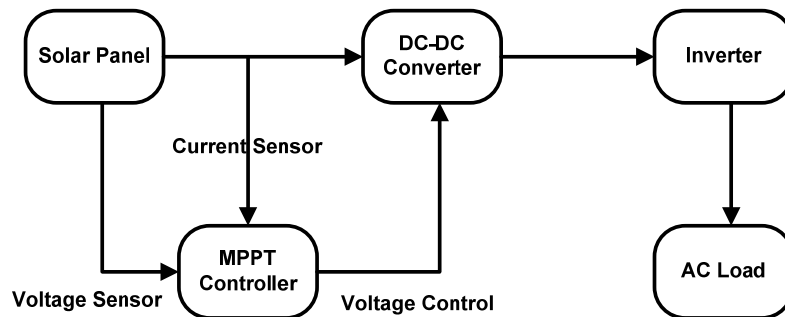 Solar Panel
DC-DC
Converter
Inverter
Current Sensor
MPPT
Controller
AC Load
Voltage Sensor
Voltage Control